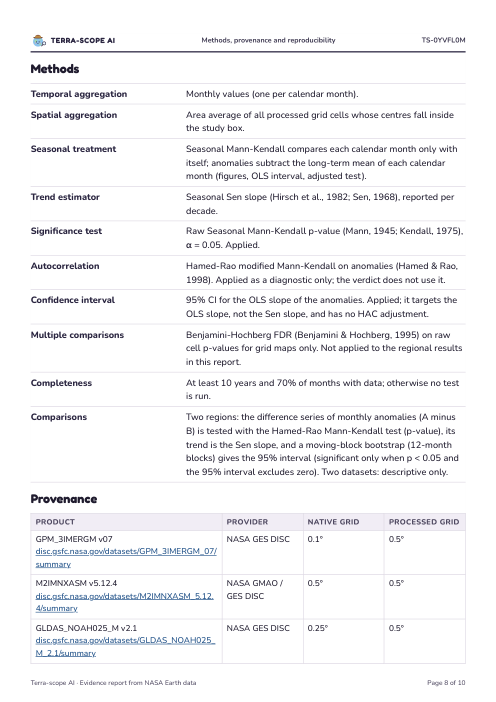 TERRA-SCOPE AI
Methods, provenance and reproducibility
TS-0YVFL0M
Methods
Temporal aggregation
Monthly values (one per calendar month).
Spatial aggregation
Area average of all processed grid cells whose centres fall inside
the study box.
Seasonal treatment
Seasonal Mann-Kendall compares each calendar month only with
itself; anomalies subtract the long-term mean of each calendar
month (figures, OLS interval, adjusted test).
Trend estimator
Seasonal Sen slope (Hirsch et al., 1982; Sen, 1968), reported per
decade.
Significance test
Raw Seasonal Mann-Kendall p-value (Mann, 1945; Kendall, 1975),
α = 0.05. Applied.
Autocorrelation
Hamed-Rao modified Mann-Kendall on anomalies (Hamed & Rao,
1998). Applied as a diagnostic only; the verdict does not use it.
Confidence interval
95% CI for the OLS slope of the anomalies. Applied; it targets the
OLS slope, not the Sen slope, and has no HAC adjustment.
Multiple comparisons
Benjamini-Hochberg FDR (Benjamini & Hochberg, 1995) on raw
cell p-values for grid maps only. Not applied to the regional results
in this report.
Completeness
At least 10 years and 70% of months with data; otherwise no test
is run.
Comparisons
Two regions: the difference series of monthly anomalies (A minus
B) is tested with the Hamed-Rao Mann-Kendall test (p-value), its
trend is the Sen slope, and a moving-block bootstrap (12-month
blocks) gives the 95% interval (significant only when p < 0.05 and
the 95% interval excludes zero). Two datasets: descriptive only.
Provenance
PRODUCT
PROVIDER
NATIVE GRID
PROCESSED GRID
GPM_3IMERGM v07
disc.gsfc.nasa.gov/datasets/GPM_3IMERGM_07/
summary
NASA GES DISC
0.1°
0.5°
M2IMNXASM v5.12.4
disc.gsfc.nasa.gov/datasets/M2IMNXASM_5.12.
4/summary
NASA GMAO /
GES DISC
0.5°
0.5°
GLDAS_NOAH025_M v2.1
disc.gsfc.nasa.gov/datasets/GLDAS_NOAH025_
M_2.1/summary
NASA GES DISC
0.25°
0.5°
Terra-scope AI · Evidence report from NASA Earth data
Page 8 of 10